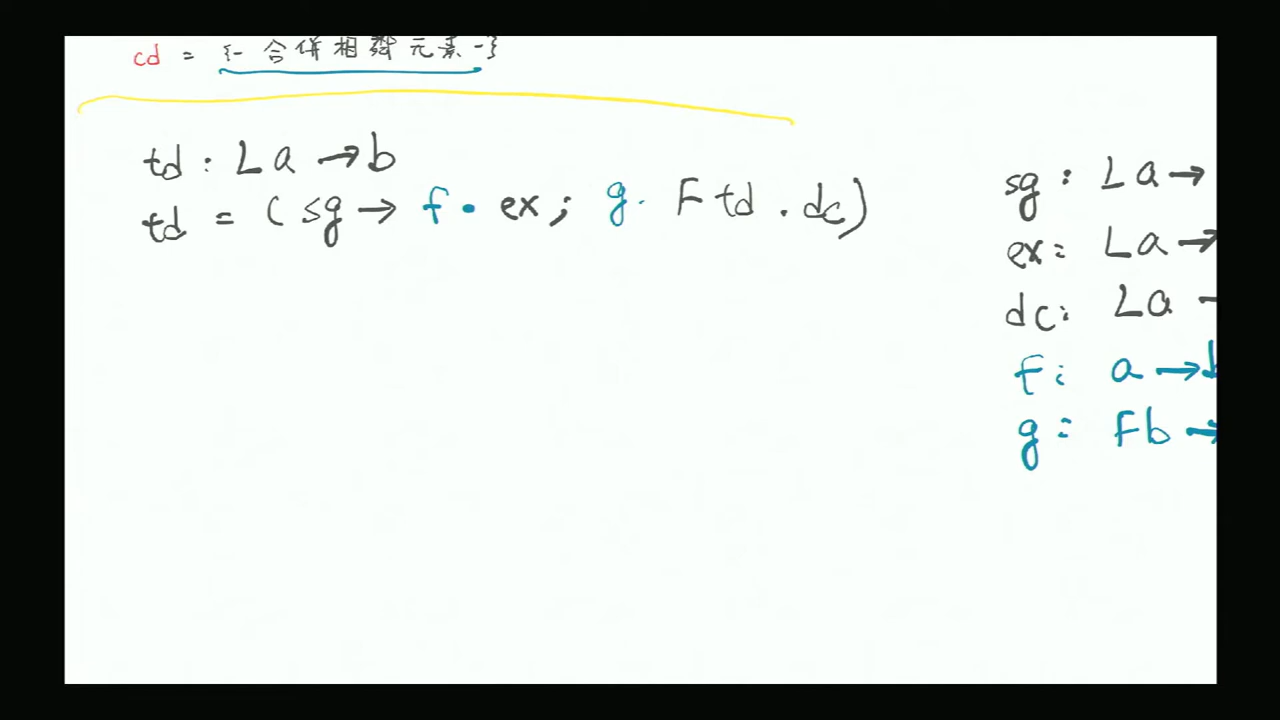 cd = {- 合併相鄰元素 -}
td : La → b
td = ( sg → f · ex ; g · F td . dc )
sg : La →
ex : La →
dc : La -
f : a → b
g : Fb →